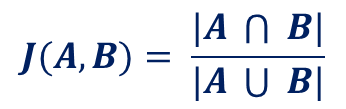 J(A, B) = |A ∩ B| / |A ∪ B|